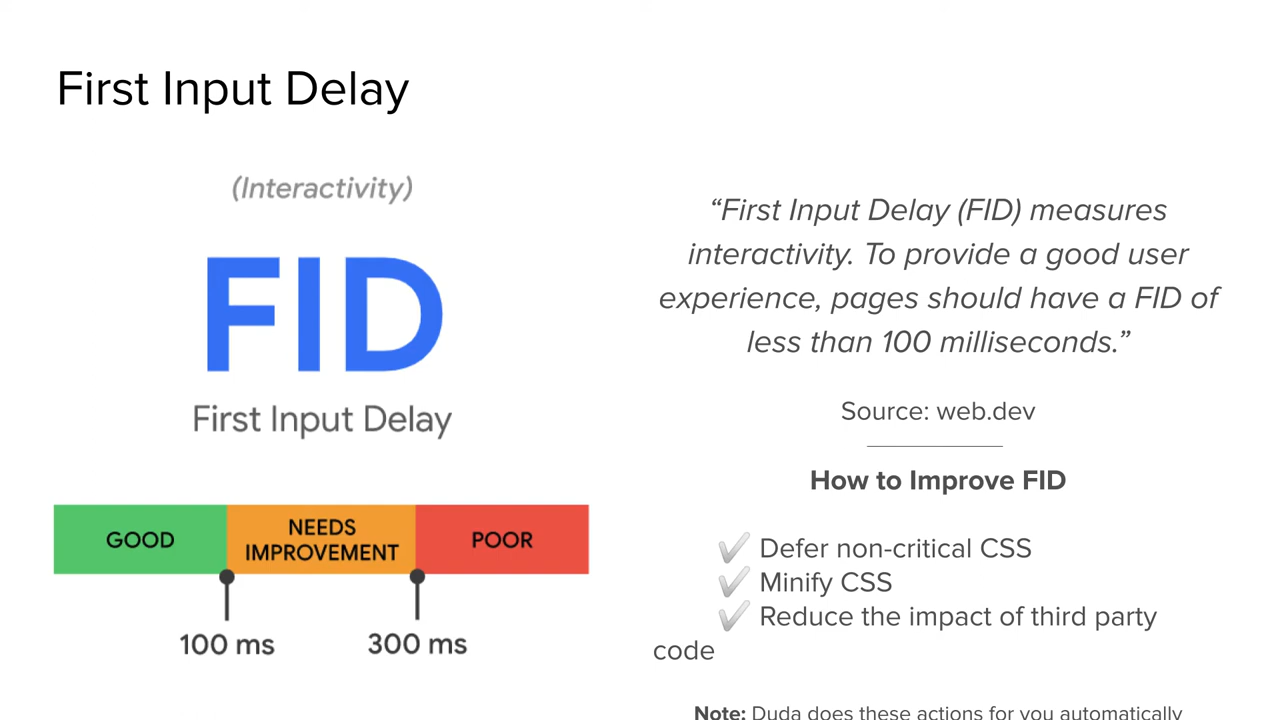 First Input Delay
(Interactivity)
FID
First Input Delay
GOOD
NEEDS
IMPROVEMENT
POOR
100 ms
300 ms
“First Input Delay (FID) measures
interactivity. To provide a good user
experience, pages should have a FID of
less than 100 milliseconds.”
Source: web.dev
How to Improve FID
✔ Defer non-critical CSS
✔ Minify CSS
✔ Reduce the impact of third party
code
Note: Duda does these actions for you automatically